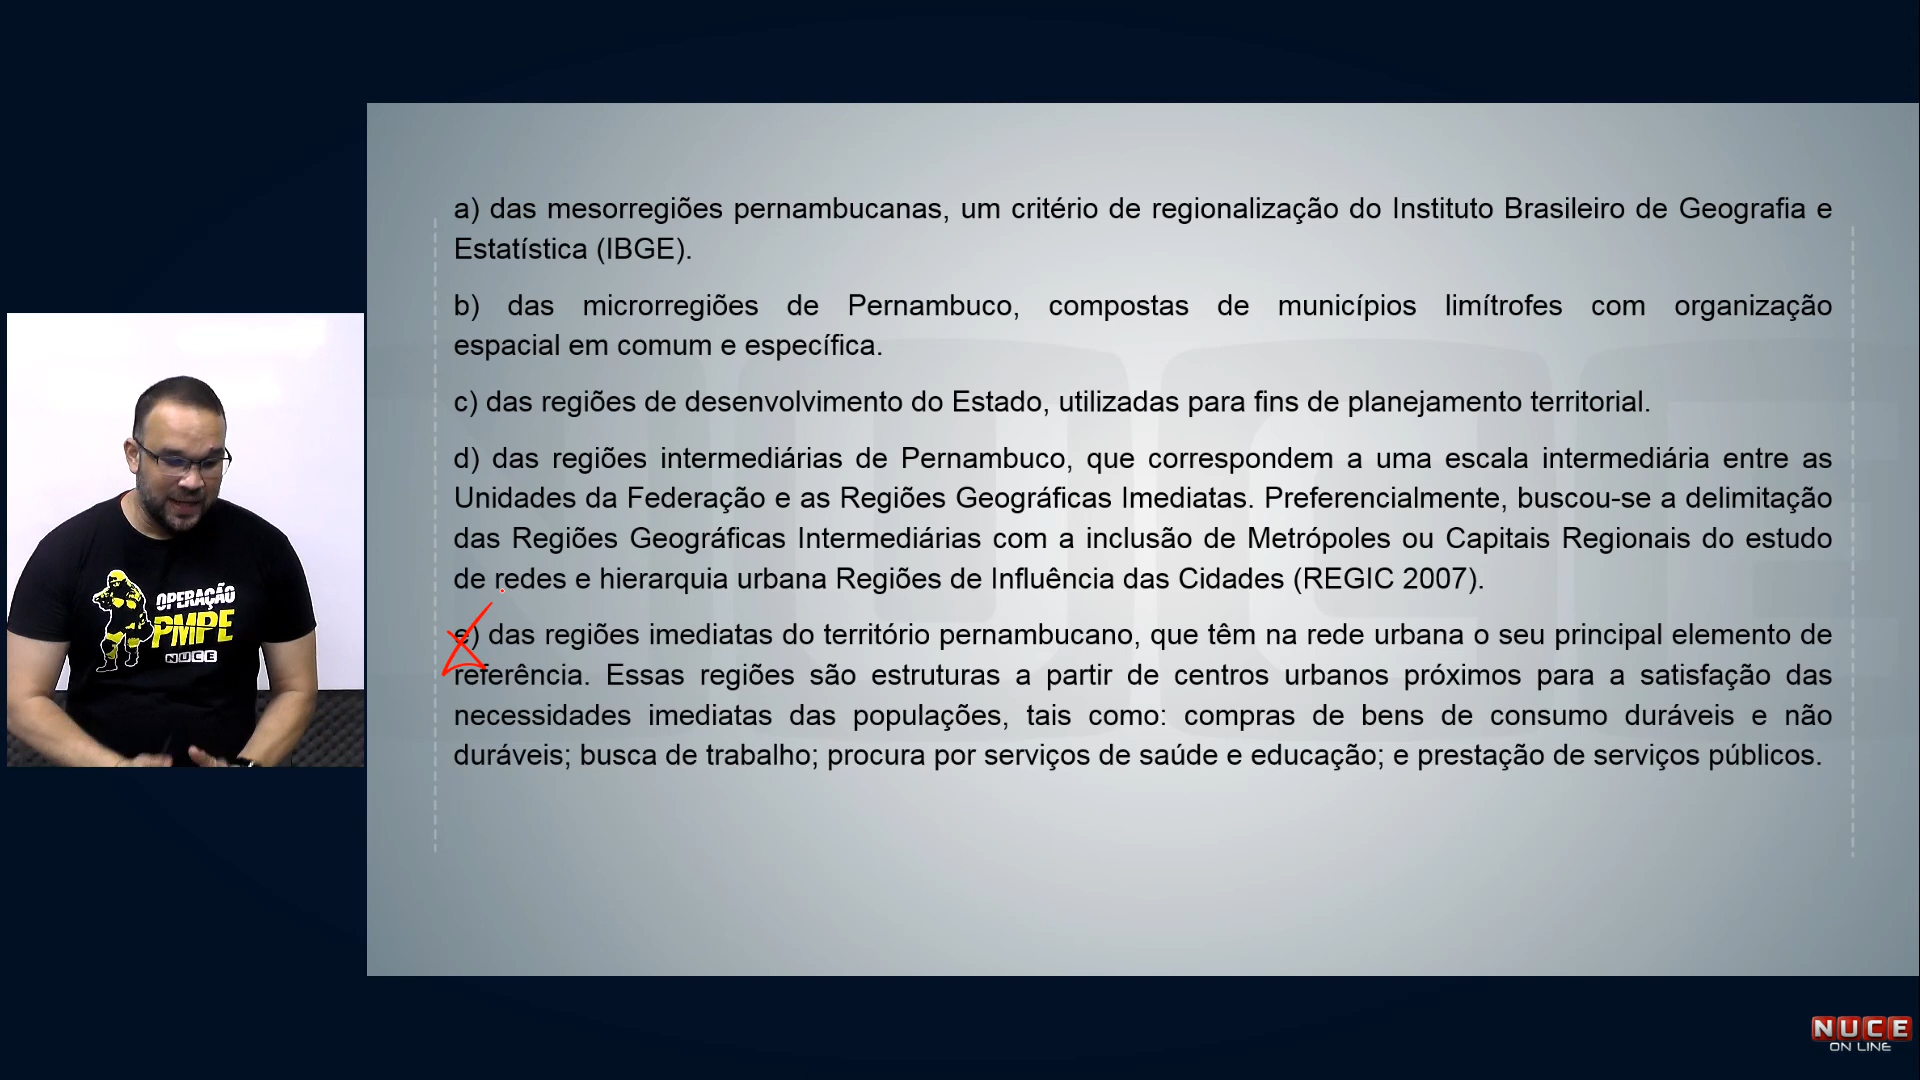 a) das mesorregiões pernambucanas, um critério de regionalização do Instituto Brasileiro de Geografia e
Estatística (IBGE).
b) das microrregiões de Pernambuco, compostas de municípios limítrofes com organização
espacial em comum e específica.
c) das regiões de desenvolvimento do Estado, utilizadas para fins de planejamento territorial.
d) das regiões intermediárias de Pernambuco, que correspondem a uma escala intermediária entre as
Unidades da Federação e as Regiões Geográficas Imediatas. Preferencialmente, buscou-se a delimitação
das Regiões Geográficas Intermediárias com a inclusão de Metrópoles ou Capitais Regionais do estudo
de redes e hierarquia urbana Regiões de Influência das Cidades (REGIC 2007).
e) das regiões imediatas do território pernambucano, que têm na rede urbana o seu principal elemento de
referência. Essas regiões são estruturas a partir de centros urbanos próximos para a satisfação das
necessidades imediatas das populações, tais como: compras de bens de consumo duráveis e não
duráveis; busca de trabalho; procura por serviços de saúde e educação; e prestação de serviços públicos.
OPERAÇÃO
PMPE
NUCE
NUCE
ON LINE